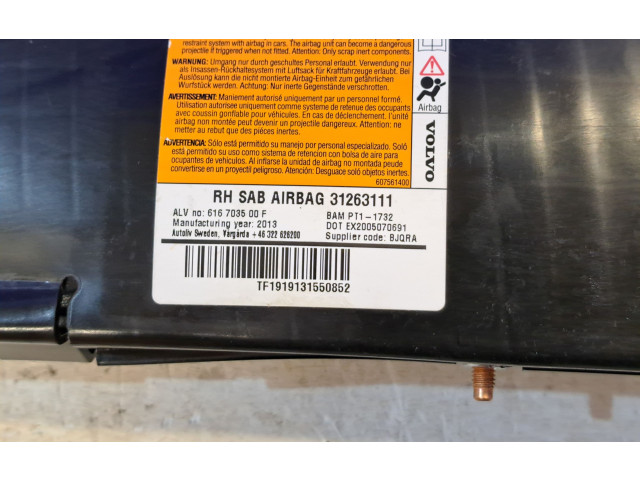 restraint system with airbag in cars. The airbag unit can become a dangerous
projectile if triggered when not fitted. Attention: Only scrap inert components.
WARNUNG: Umgang nur durch geschultes Personal erlaubt. Verwendung nur
als Insassen-Rückhaltesystem mit Luftsack für Kraftfahrzeuge erlaubt. Bei
Auslösung kann die nicht montierte Airbag-Einheit zum gefährlichen
Wurfstück werden. Achtung: Nur inerte Gegenstände verschrotten.
AVERTISSEMENT: Maniement autorisé uniquement par un personnel formé.
Utilisation autorisée uniquement comme systeme de retenue des occupants
avec coussin gonflable pour véhicules. En cas de déclenchement, l'unité
airbag non montée peut devenir un projectile dangereux. Attention: ne
mettre au rebut que des pièces inertes.
ADVERTENCIA: Sólo está permitido su manejo por personal especializado. Solo
está permitido su uso como sistema de retencion con bolsa de aire para
ocupantes de vehículos. Al inflarse la unidad de airbag no montada puede
convertirse en un proyectil peligroso. Atención: Desguace soló objetos inertes.
607561400
Airbag
VOLVO
RH SAB AIRBAG 31263111
ALV no: 616 7035 00 F BAM PT1-1732
Manufacturing year: 2013 DOT EX2005070691
Autoliv Sweden, Vårgårda +46 322 626200 Supplier code: BJQRA
TF1919131550852